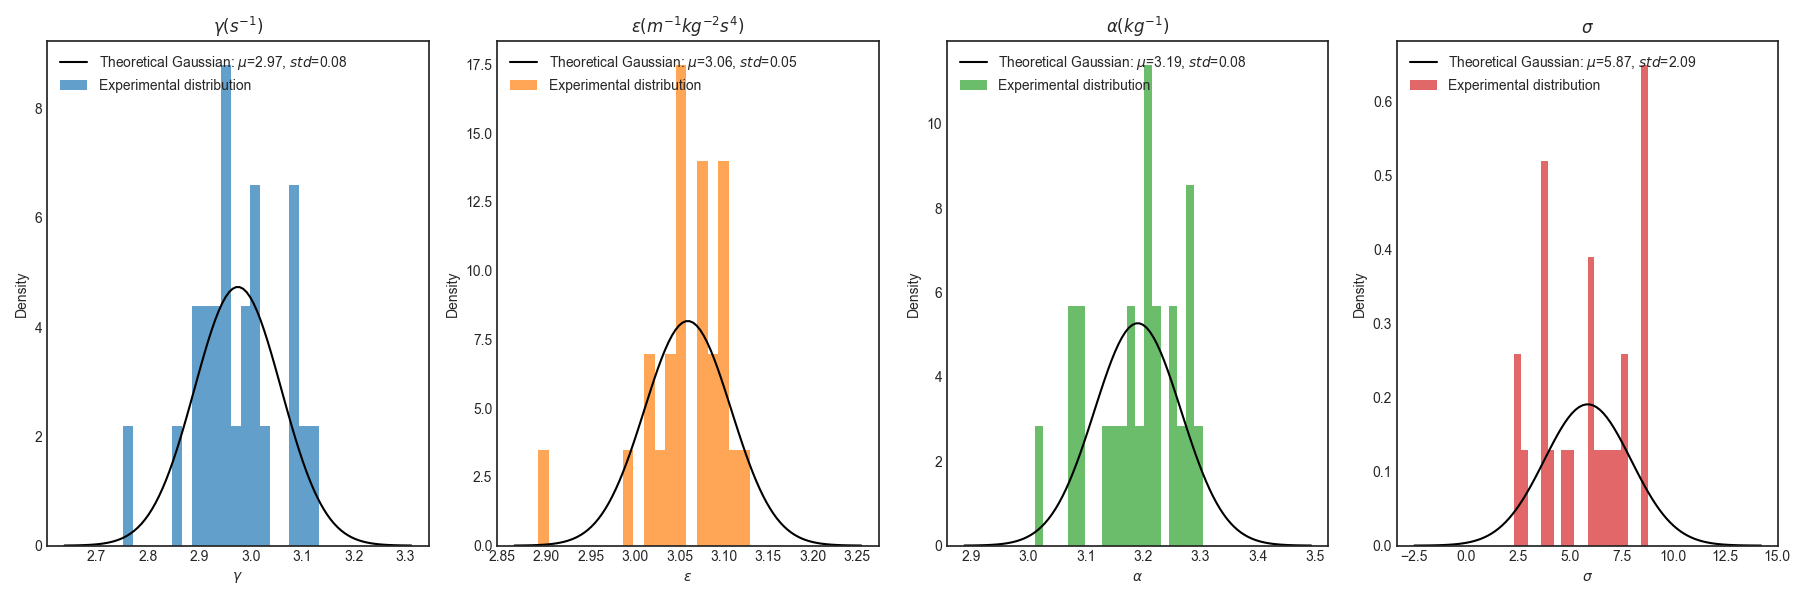 γ(s⁻¹)
Theoretical Gaussian: μ=2.97, std=0.08
Experimental distribution
Density
8
6
4
2
0
2.7 2.8 2.9 3.0 3.1 3.2 3.3
γ
ε(m⁻¹kg⁻²s⁴)
Theoretical Gaussian: μ=3.06, std=0.05
Experimental distribution
Density
17.5
15.0
12.5
10.0
7.5
5.0
2.5
0.0
2.85 2.90 2.95 3.00 3.05 3.10 3.15 3.20 3.25
ε
α(kg⁻¹)
Theoretical Gaussian: μ=3.19, std=0.08
Experimental distribution
Density
10
8
6
4
2
0
2.9 3.0 3.1 3.2 3.3 3.4 3.5
α
σ
Theoretical Gaussian: μ=5.87, std=2.09
Experimental distribution
Density
0.6
0.5
0.4
0.3
0.2
0.1
0.0
−2.5 0.0 2.5 5.0 7.5 10.0 12.5 15.0
σ